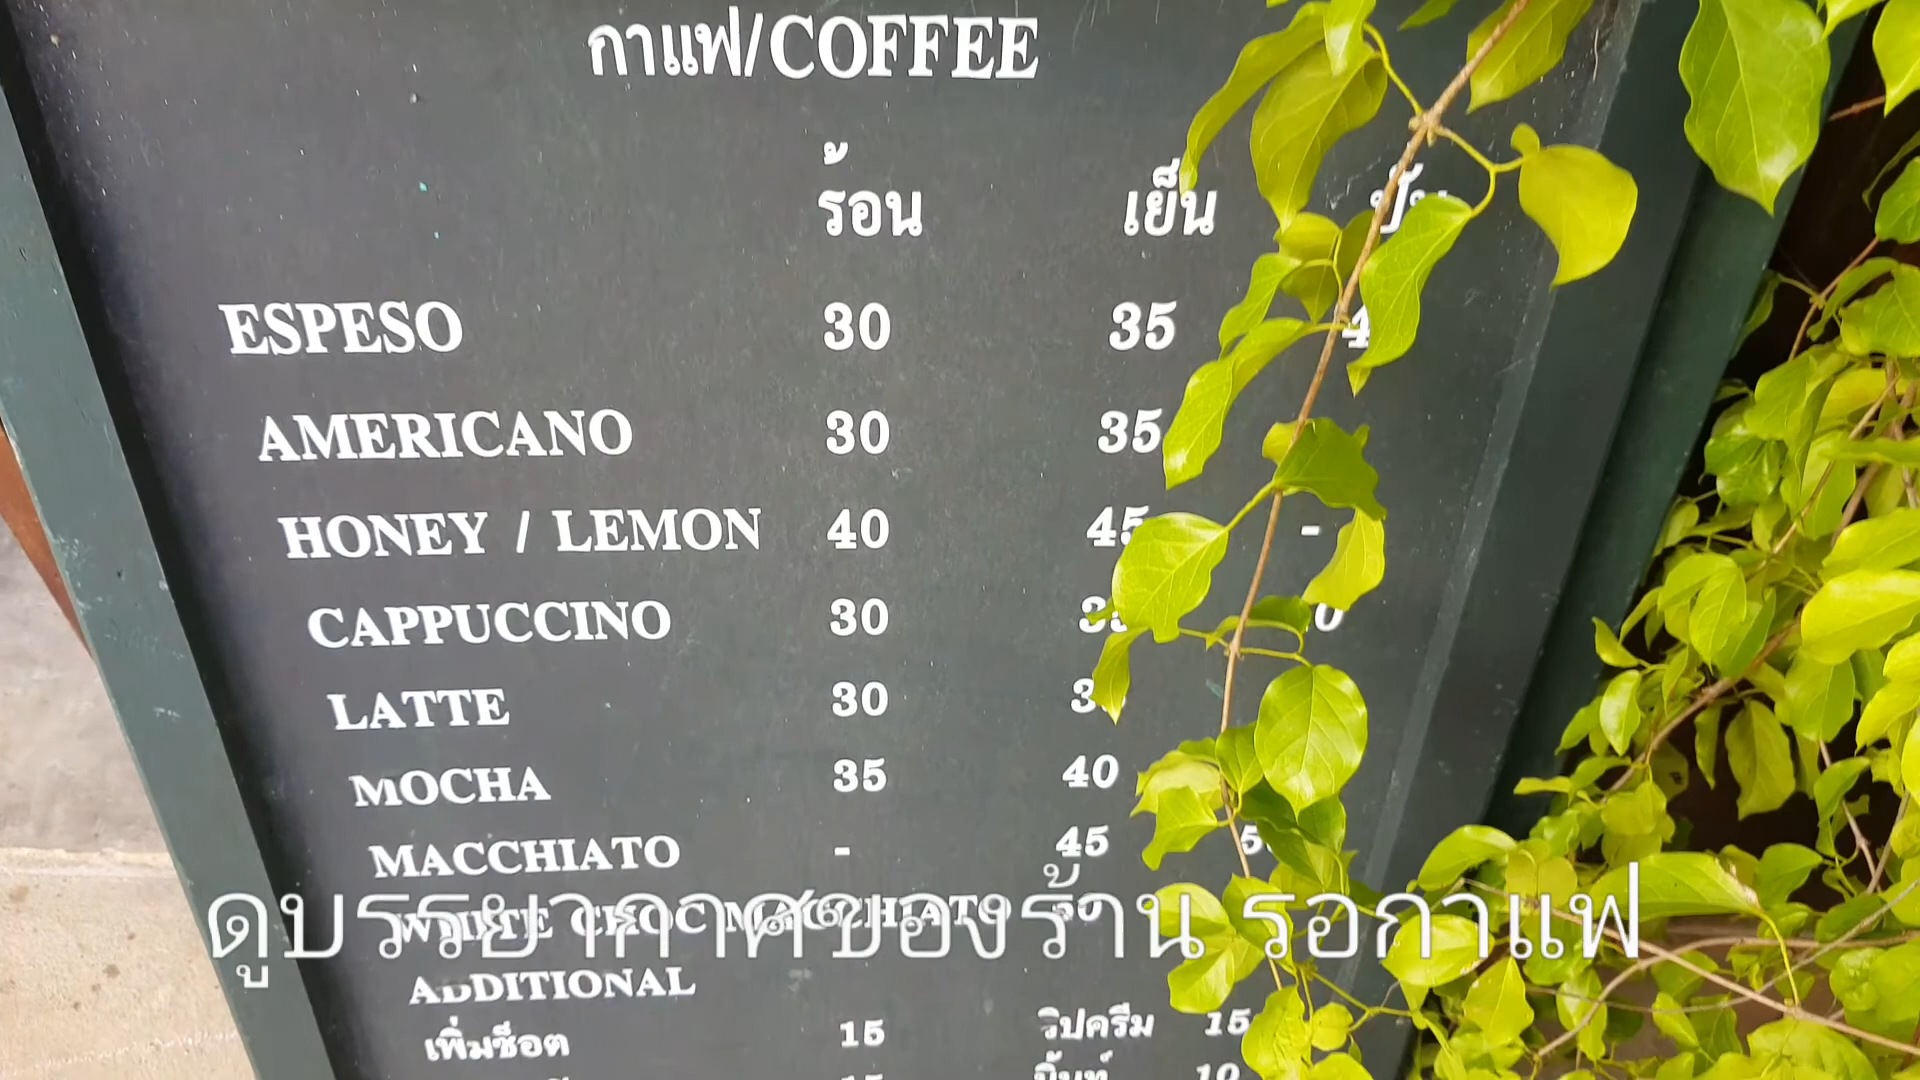 กาแฟ/COFFEE
ร้อน เย็น
ESPESO 30 35
AMERICANO 30 35
HONEY / LEMON 40 45 -
CAPPUCCINO 30
LATTE 30
MOCHA 35 40
MACCHIATO - 45
WHITE CHOC MACCHIATO
ดูบรรยากาศของร้าน รอกาแฟ
ADDITIONAL
เพิ่มช็อต 15 วิปครีม 15